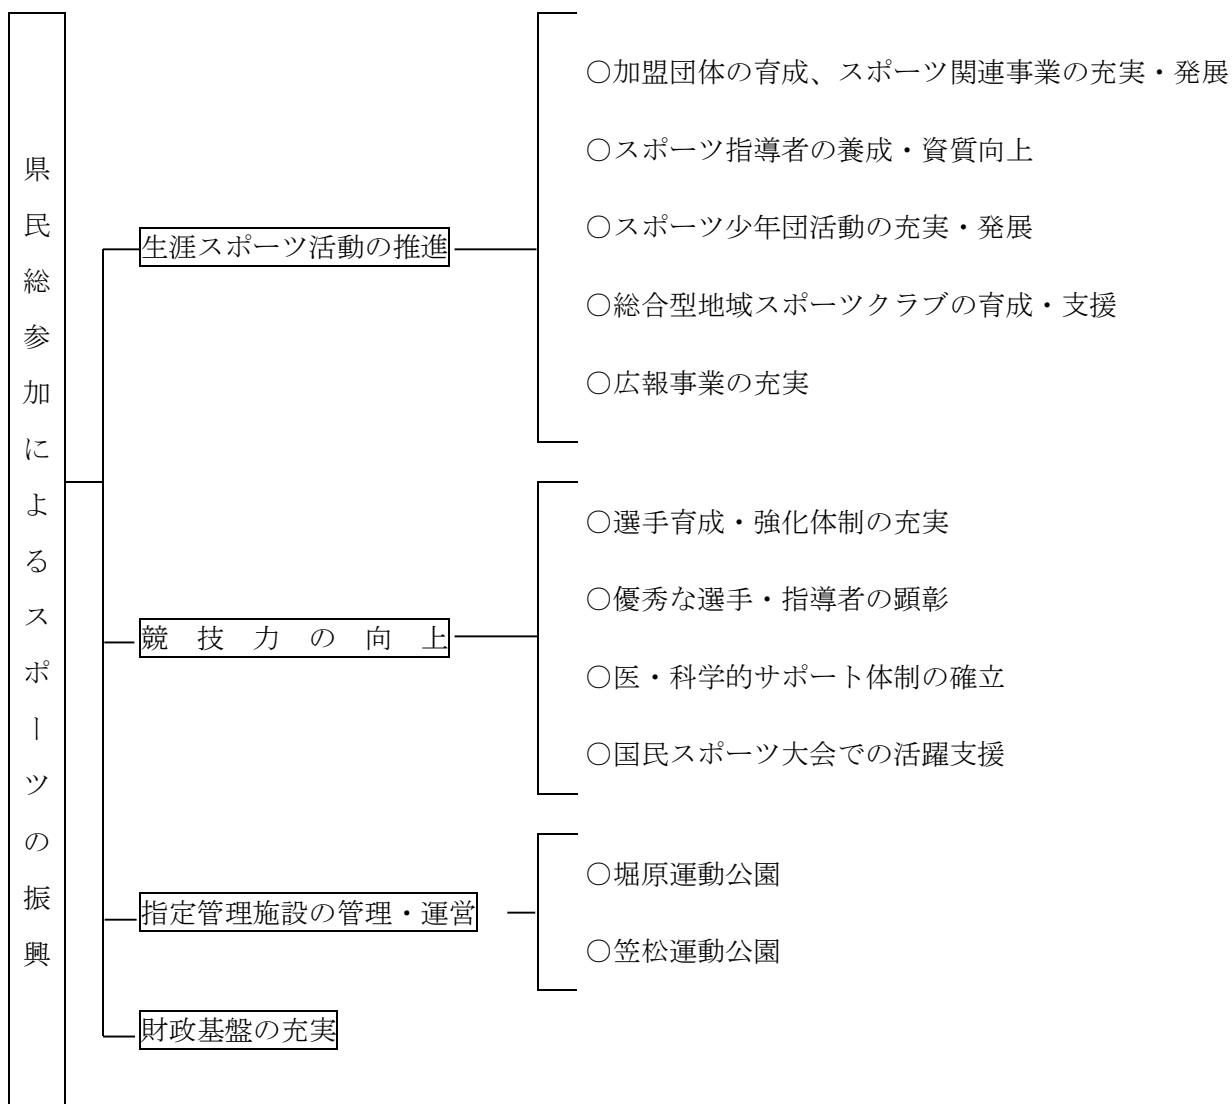 県民総参加によるスポーツの振興
生涯スポーツ活動の推進
○加盟団体の育成、スポーツ関連事業の充実・発展
○スポーツ指導者の養成・資質向上
○スポーツ少年団活動の充実・発展
○総合型地域スポーツクラブの育成・支援
○広報事業の充実
競　技　力　の　向　上
○選手育成・強化体制の充実
○優秀な選手・指導者の顕彰
○医・科学的サポート体制の確立
○国民スポーツ大会での活躍支援
指定管理施設の管理・運営
○堀原運動公園
○笠松運動公園
財政基盤の充実